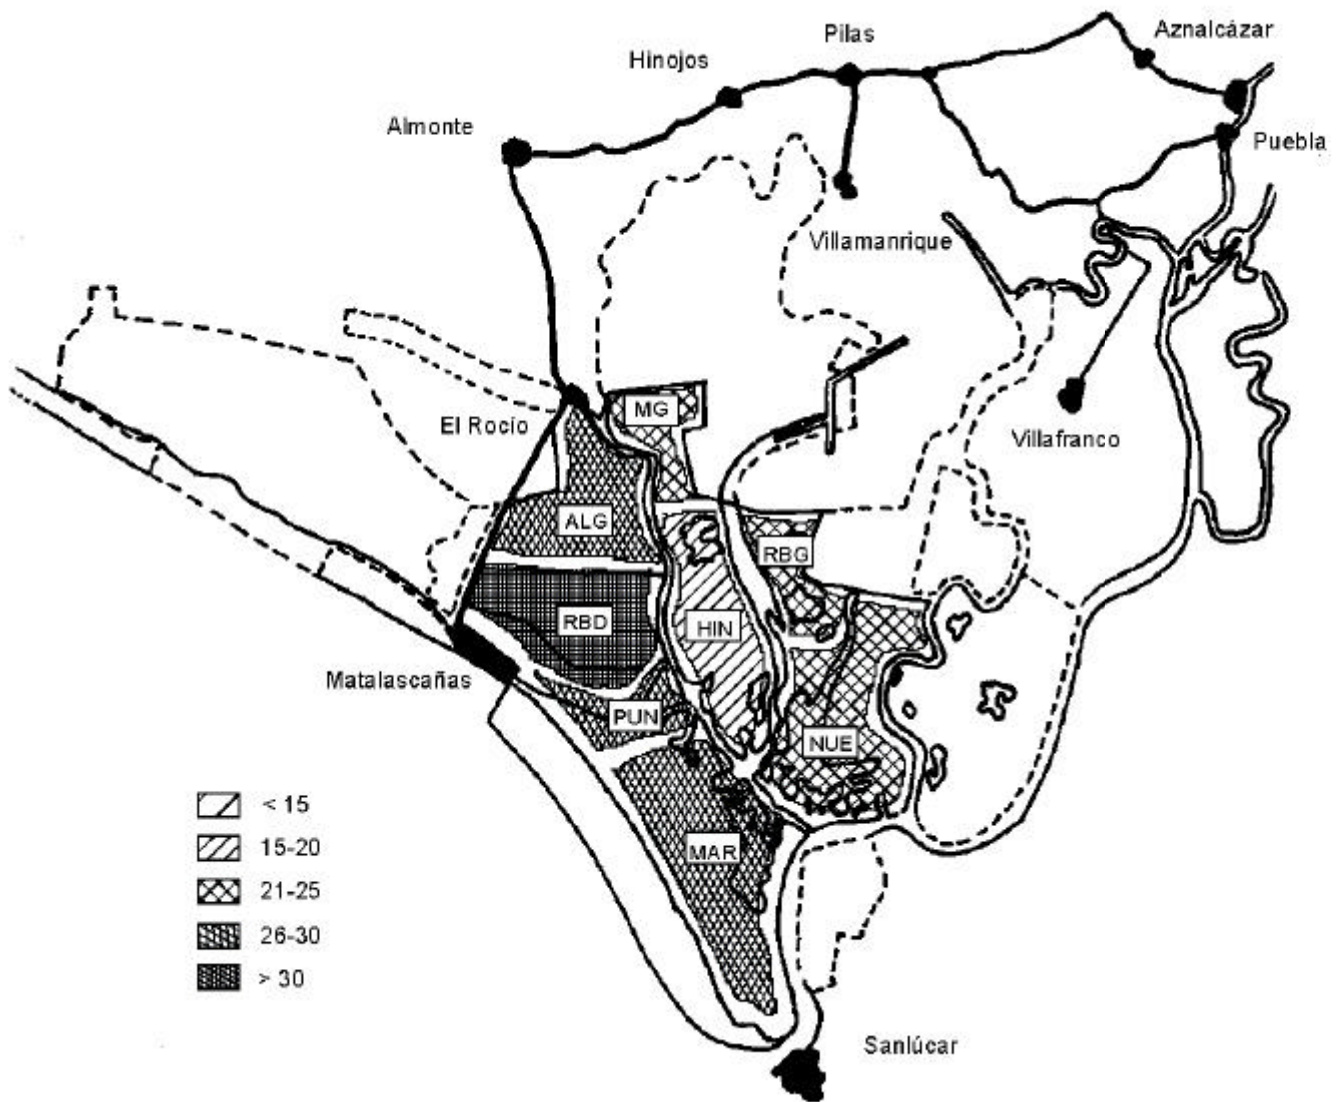 Aznalcázar
Pilas
Hinojos
Almonte
Puebla
Villamanrique
El Rocío
MG
Villafranco
ALG
RBG
RBD
HIN
Matalascañas
PUN
NUE
MAR
< 15
15-20
21-25
26-30
> 30
Sanlúcar